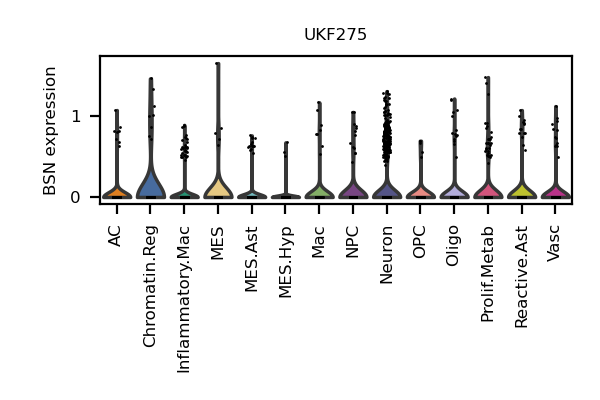 UKF275
BSN expression
1
0
AC
Chromatin.Reg
Inflammatory.Mac
MES
MES.Ast
MES.Hyp
Mac
NPC
Neuron
OPC
Oligo
Prolif.Metab
Reactive.Ast
Vasc